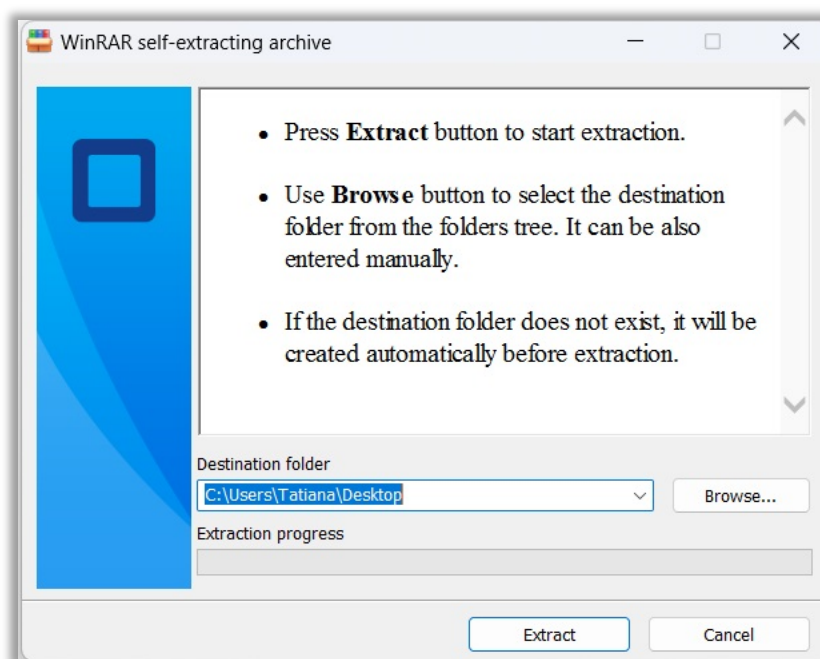 WinRAR self-extracting archive
• Press Extract button to start extraction.
• Use Browse button to select the destination
folder from the folders tree. It can be also
entered manually.
• If the destination folder does not exist, it will be
created automatically before extraction.
Destination folder
C:\Users\Tatiana\Desktop
Browse...
Extraction progress
Extract
Cancel